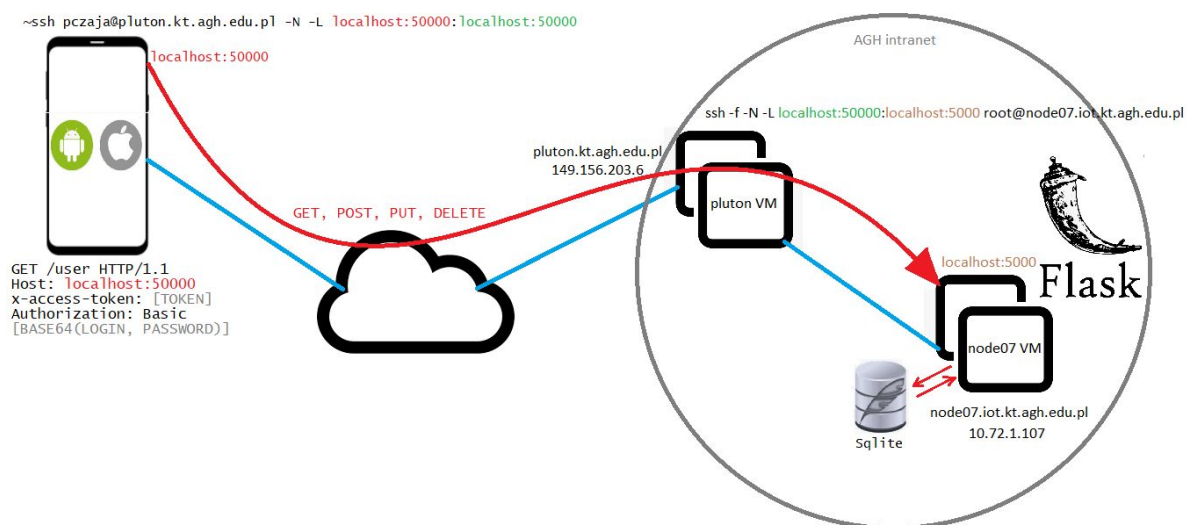 ~ssh pczaja@pluton.kt.agh.edu.pl -N -L localhost:50000:localhost:50000
localhost:50000
AGH intranet
ssh -f -N -L localhost:50000:localhost:5000 root@node07.iot.kt.agh.edu.pl
pluton.kt.agh.edu.pl
149.156.203.6
pluton VM
GET, POST, PUT, DELETE
localhost:5000
Flask
GET /user HTTP/1.1
Host: localhost:50000
x-access-token: [TOKEN]
Authorization: Basic
[BASE64(LOGIN, PASSWORD)]
node07 VM
node07.iot.kt.agh.edu.pl
10.72.1.107
Sqlite